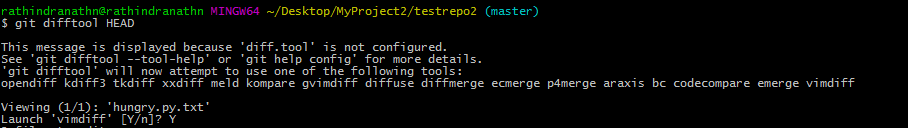 rathindranathn@rathindranathn MINGW64 ~/Desktop/MyProject2/testrepo2 (master)
$ git difftool HEAD
This message is displayed because 'diff.tool' is not configured.
See 'git difftool --tool-help' or 'git help config' for more details.
'git difftool' will now attempt to use one of the following tools:
opendiff kdiff3 tkdiff xxdiff meld kompare gvimdiff diffuse diffmerge ecmerge p4merge araxis bc codecompare emerge vimdiff
Viewing (1/1): 'hungry.py.txt'
Launch 'vimdiff' [Y/n]? Y